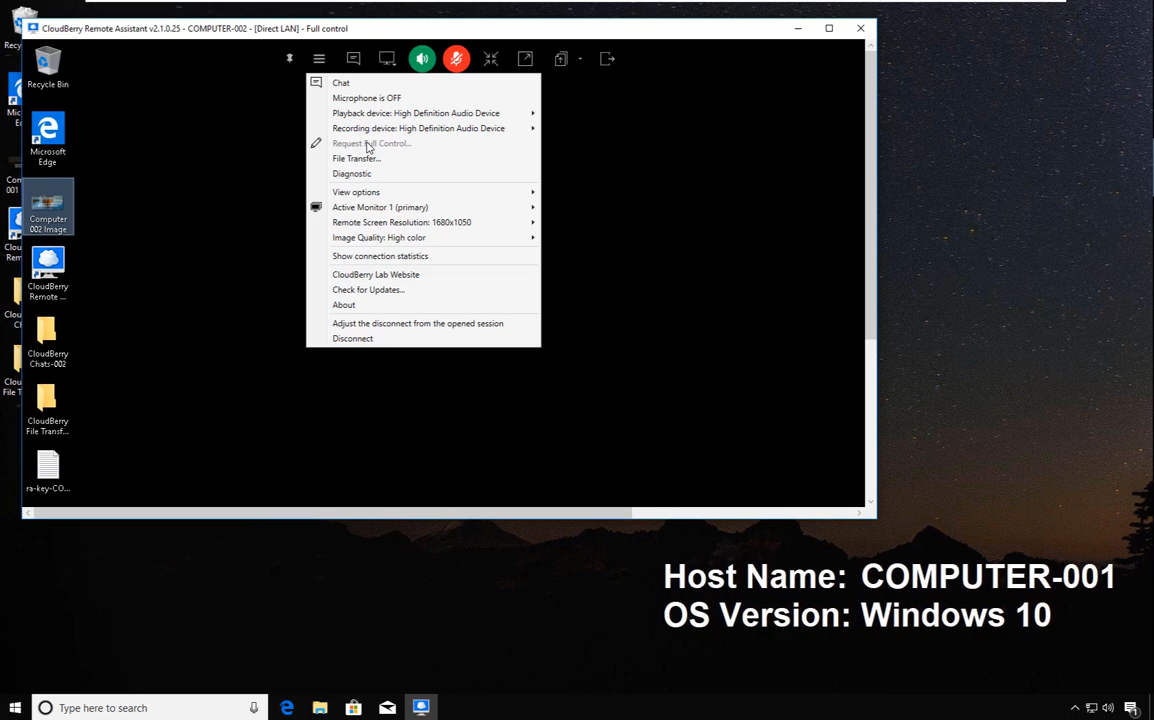 CloudBerry Remote Assistant v2.1.0.25 - COMPUTER-002 - [Direct LAN] - Full control
Recycle Bin
Microsoft Edge
Computer 002 Image
CloudBerry Remote ...
CloudBerry Chats-002
CloudBerry File Transf...
ra-key-CO...
Chat
Microphone is OFF
Playback device: High Definition Audio Device
Recording device: High Definition Audio Device
Request Full Control...
File Transfer...
Diagnostic
View options
Active Monitor 1 (primary)
Remote Screen Resolution: 1680x1050
Image Quality: High color
Show connection statistics
CloudBerry Lab Website
Check for Updates...
About
Adjust the disconnect from the opened session
Disconnect
Host Name: COMPUTER-001
OS Version: Windows 10
Type here to search